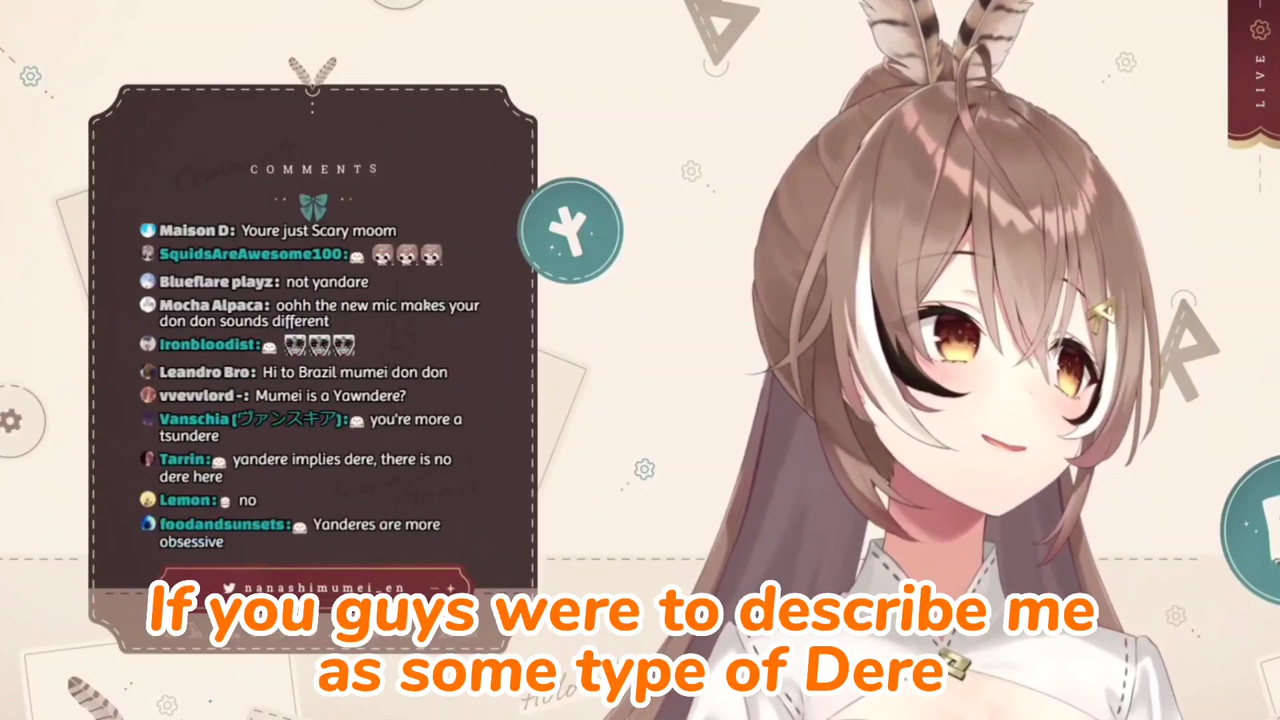 LIVE
COMMENTS
Maison D: Youre just Scary moom
SquidsAreAwesome100:
Blueflare playz: not yandare
Mocha Alpaca: oohh the new mic makes your
don don sounds different
Ironbloodist:
Leandro Bro: Hi to Brazil mumei don don
vvevvlord -: Mumei is a Yawndere?
Vanschia (ヴァンスキア): you're more a
tsundere
Tarrin: yandere implies dere, there is no
dere here
Lemon: no
foodandsunsets: Yanderes are more
obsessive
nanashimumei_en
If you guys were to describe me
as some type of Dere